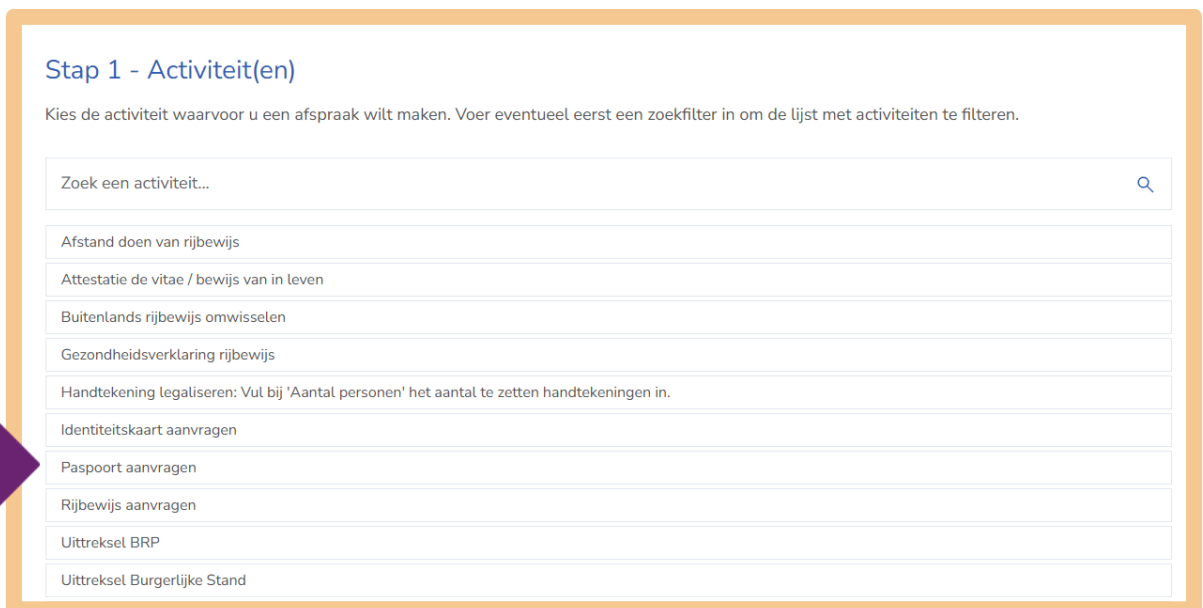 Stap 1 - Activiteit(en)
Kies de activiteit waarvoor u een afspraak wilt maken. Voer eventueel eerst een zoekfilter in om de lijst met activiteiten te filteren.
Zoek een activiteit...
Afstand doen van rijbewijs
Attestatie de vitae / bewijs van in leven
Buitenlands rijbewijs omwisselen
Gezondheidsverklaring rijbewijs
Handtekening legaliseren: Vul bij 'Aantal personen' het aantal te zetten handtekeningen in.
Identiteitskaart aanvragen
Paspoort aanvragen
Rijbewijs aanvragen
Uittreksel BRP
Uittreksel Burgerlijke Stand